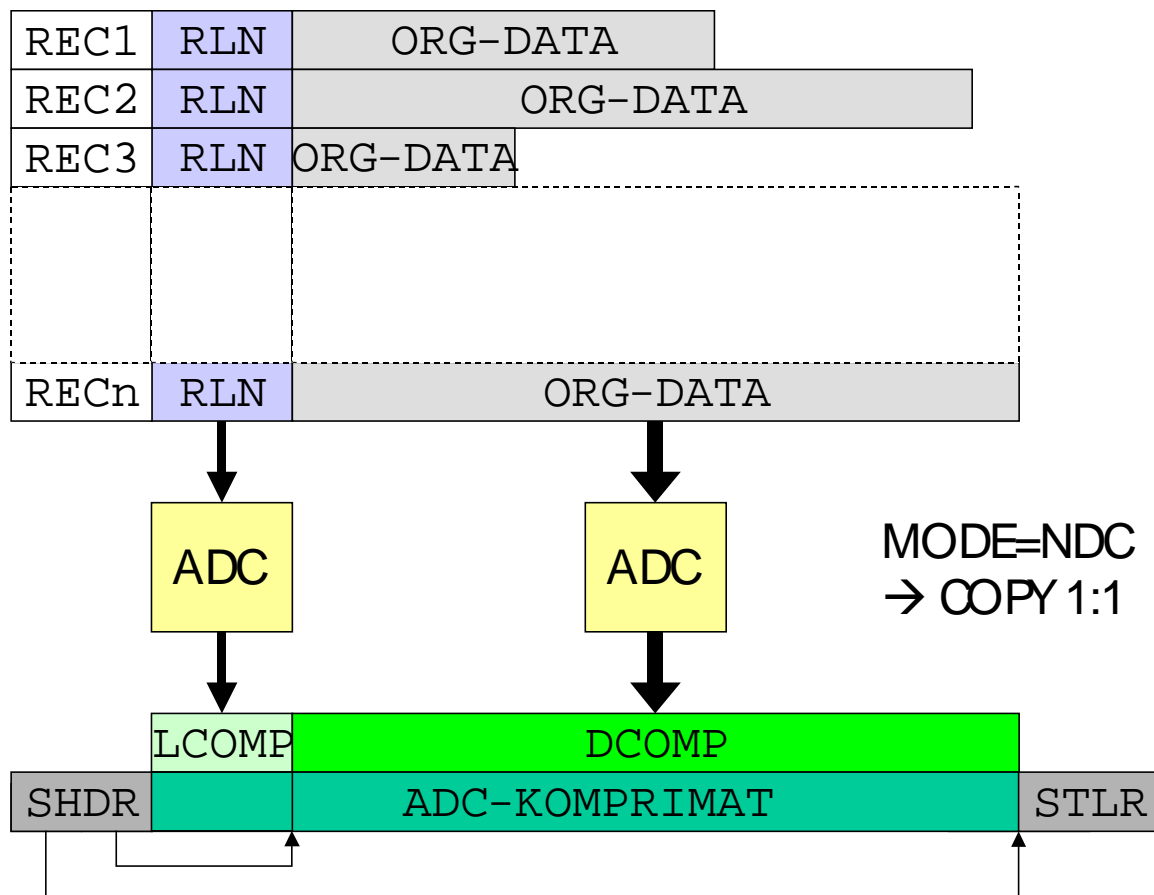 REC1 RLN ORG-DATA
REC2 RLN ORG-DATA
REC3 RLN ORG-DATA
RECn RLN ORG-DATA
ADC ADC
MODE=NDC
→ COPY 1:1
LCOMP DCOMP
SHDR ADC-KOMPRIMAT STLR